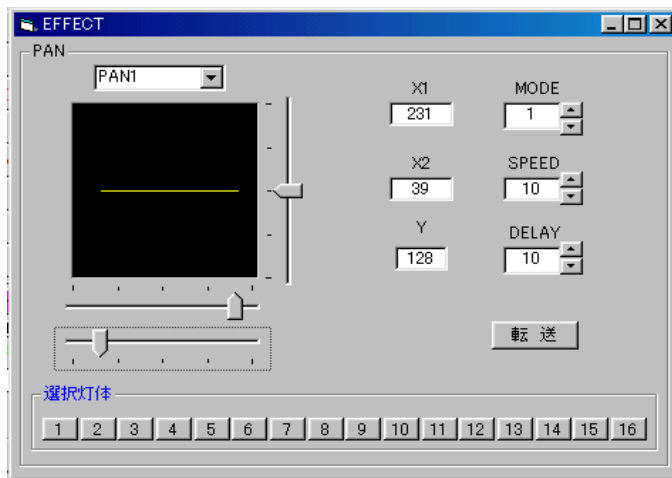 EFFECT
PAN
PAN1
X1
MODE
231
1
X2
SPEED
39
10
Y
DELAY
128
10
転 送
選択灯体
1 2 3 4 5 6 7 8 9 10 11 12 13 14 15 16